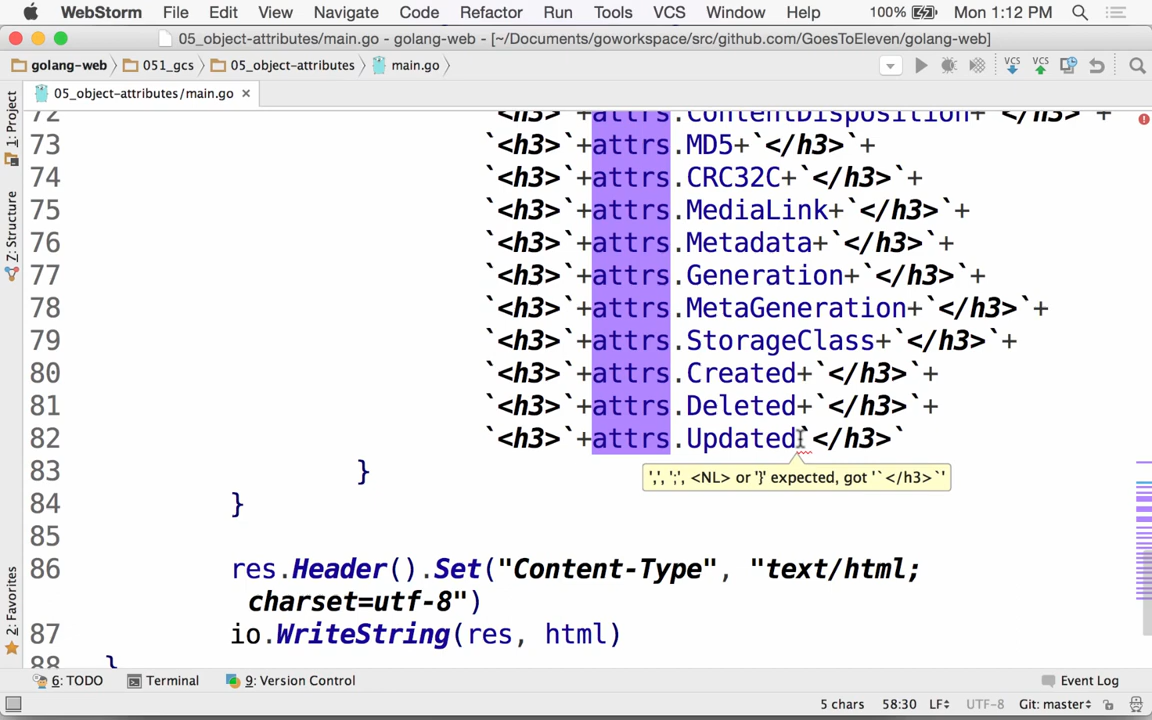 WebStorm File Edit View Navigate Code Refactor Run Tools VCS Window Help 100% Mon 1:12 PM
05_object-attributes/main.go - golang-web - [~/Documents/goworkspace/src/github.com/GoesToEleven/golang-web]
golang-web 051_gcs 05_object-attributes main.go VCS VCS
05_object-attributes/main.go ×
1: Project
Z: Structure
2: Favorites
72 `<h3>`+attrs.ContentDisposition+`</h3>`+
73 `<h3>`+attrs.MD5+`</h3>`+
74 `<h3>`+attrs.CRC32C+`</h3>`+
75 `<h3>`+attrs.MediaLink+`</h3>`+
76 `<h3>`+attrs.Metadata+`</h3>`+
77 `<h3>`+attrs.Generation+`</h3>`+
78 `<h3>`+attrs.MetaGeneration+`</h3>`+
79 `<h3>`+attrs.StorageClass+`</h3>`+
80 `<h3>`+attrs.Created+`</h3>`+
81 `<h3>`+attrs.Deleted+`</h3>`+
82 `<h3>`+attrs.Updated`</h3>`
83 }
',', ';', <NL> or '}' expected, got '`</h3>`'
84 }
85
86 res.Header().Set("Content-Type", "text/html;
charset=utf-8")
87 io.WriteString(res, html)
88 }
6: TODO Terminal 9: Version Control Event Log
5 chars 58:30 LF UTF-8 Git: master